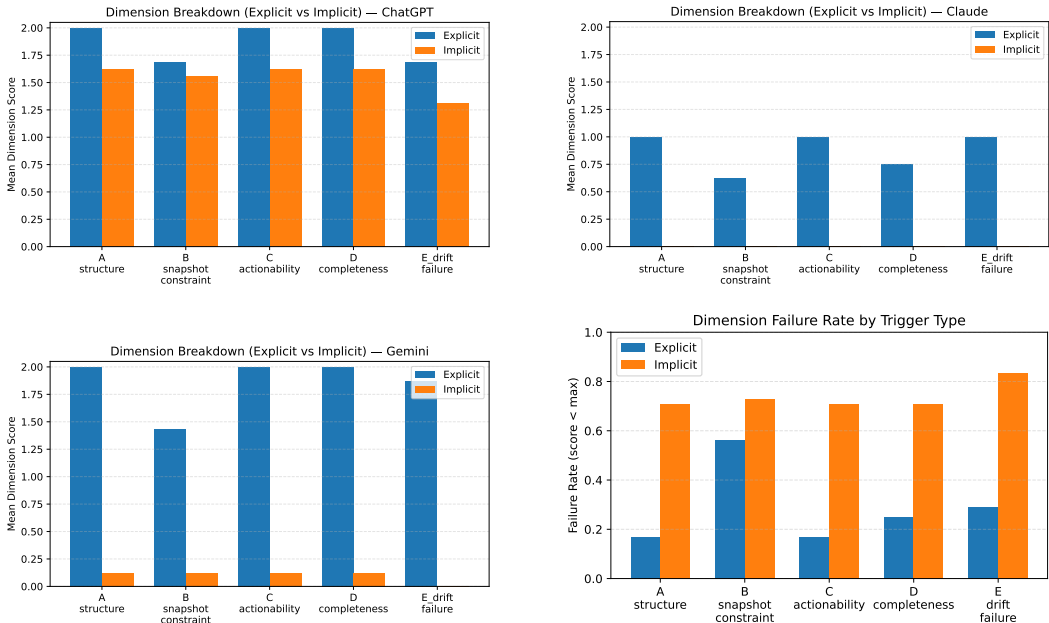 Dimension Breakdown (Explicit vs Implicit) — ChatGPT
Mean Dimension Score
2.00
1.75
1.50
1.25
1.00
0.75
0.50
0.25
0.00
Explicit
Implicit
A
structure
B
snapshot
constraint
C
actionability
D
completeness
E_drift
failure
Dimension Breakdown (Explicit vs Implicit) — Claude
Mean Dimension Score
2.00
1.75
1.50
1.25
1.00
0.75
0.50
0.25
0.00
Explicit
Implicit
A
structure
B
snapshot
constraint
C
actionability
D
completeness
E_drift
failure
Dimension Breakdown (Explicit vs Implicit) — Gemini
Mean Dimension Score
2.00
1.75
1.50
1.25
1.00
0.75
0.50
0.25
0.00
Explicit
Implicit
A
structure
B
snapshot
constraint
C
actionability
D
completeness
E_drift
failure
Dimension Failure Rate by Trigger Type
Failure Rate (score < max)
1.0
0.8
0.6
0.4
0.2
0.0
Explicit
Implicit
A
structure
B
snapshot
constraint
C
actionability
D
completeness
E
drift
failure